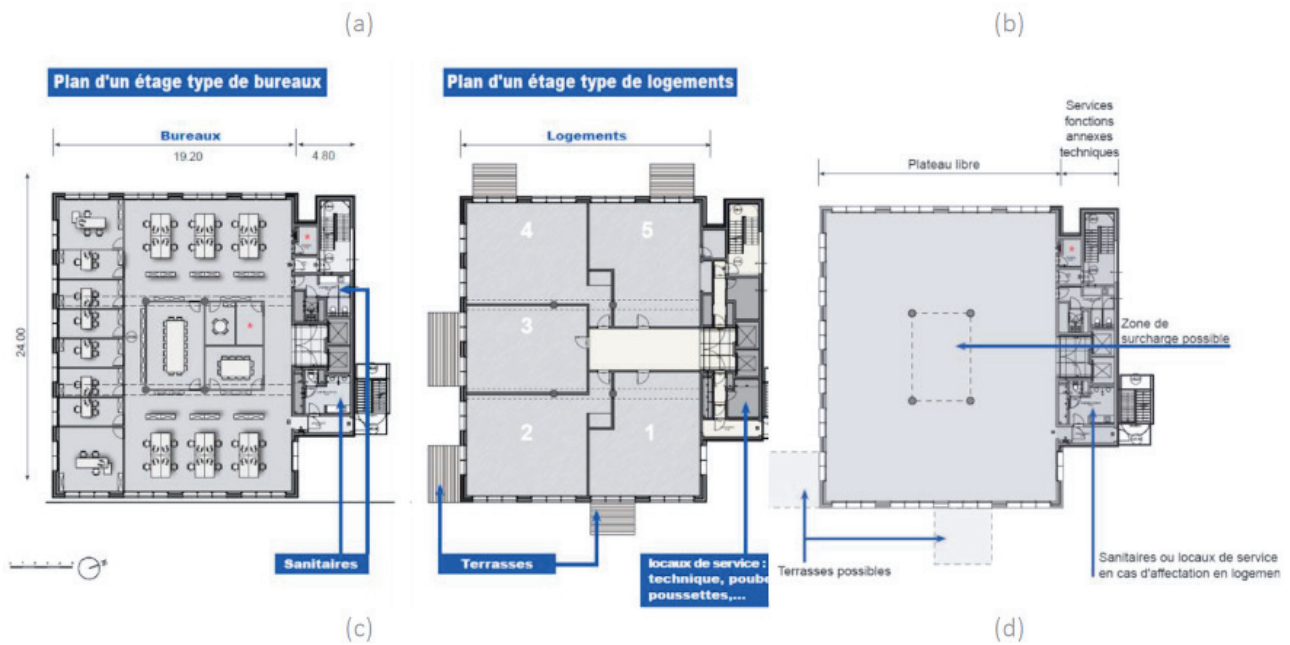 (a)
(b)
Plan d'un étage type de bureaux
Plan d'un étage type de logements
Services
fonctions
annexes
techniques
Bureaux
19.20
4.80
Logements
Plateau libre
24.00
4
5
3
2
1
Zone de
surcharge possible
Sanitaires
Terrasses
locaux de service :
technique, poube
poussettes,...
Terrasses possibles
Sanitaires ou locaux de service
en cas d'affectation en logemen
(c)
(d)